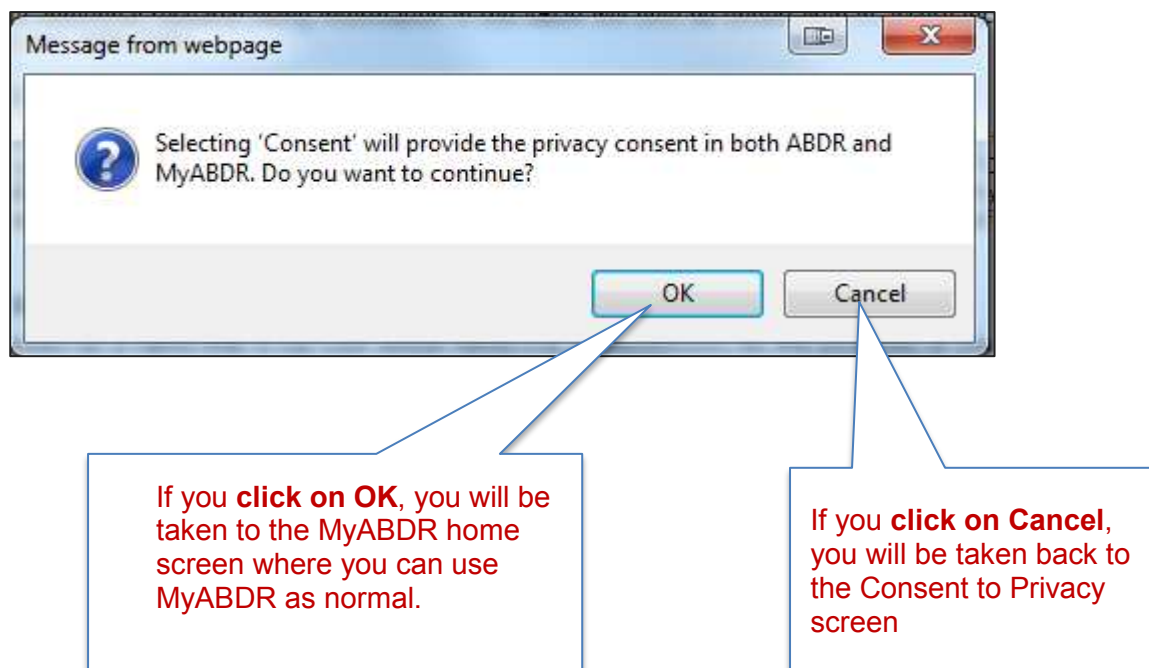 Message from webpage
Selecting 'Consent' will provide the privacy consent in both ABDR and
MyABDR. Do you want to continue?
OK
Cancel
If you click on OK, you will be
taken to the MyABDR home
screen where you can use
MyABDR as normal.
If you click on Cancel,
you will be taken back to
the Consent to Privacy
screen